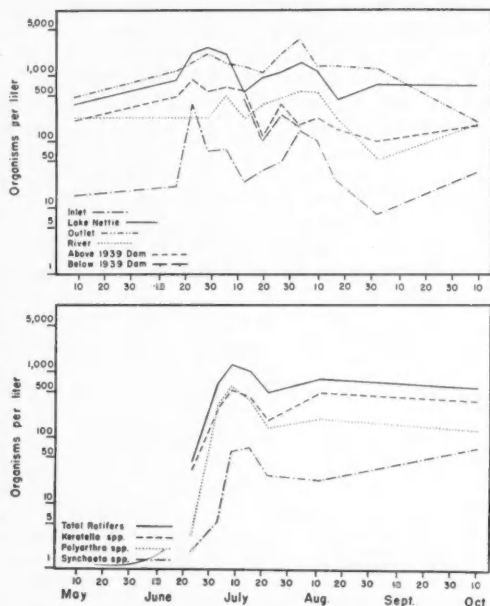 5,000
1,000
500
100
50
10
5
1
Organisms per liter
Inlet
Lake Nettie
Outlet
River
Above 1939 Dam
Below 1939 Dam
10 20 30 10 20 30 10 20 30 10 20 30 10 20 30 10
5,000
1,000
500
100
50
10
5
1
Organisms per liter
Total Rotifers
Keratella spp.
Polyarthra spp.
Synchaeta spp.
10 20 30 10 20 30 10 20 30 10 20 30 10 20 30 10
May June July Aug. Sept. Oct